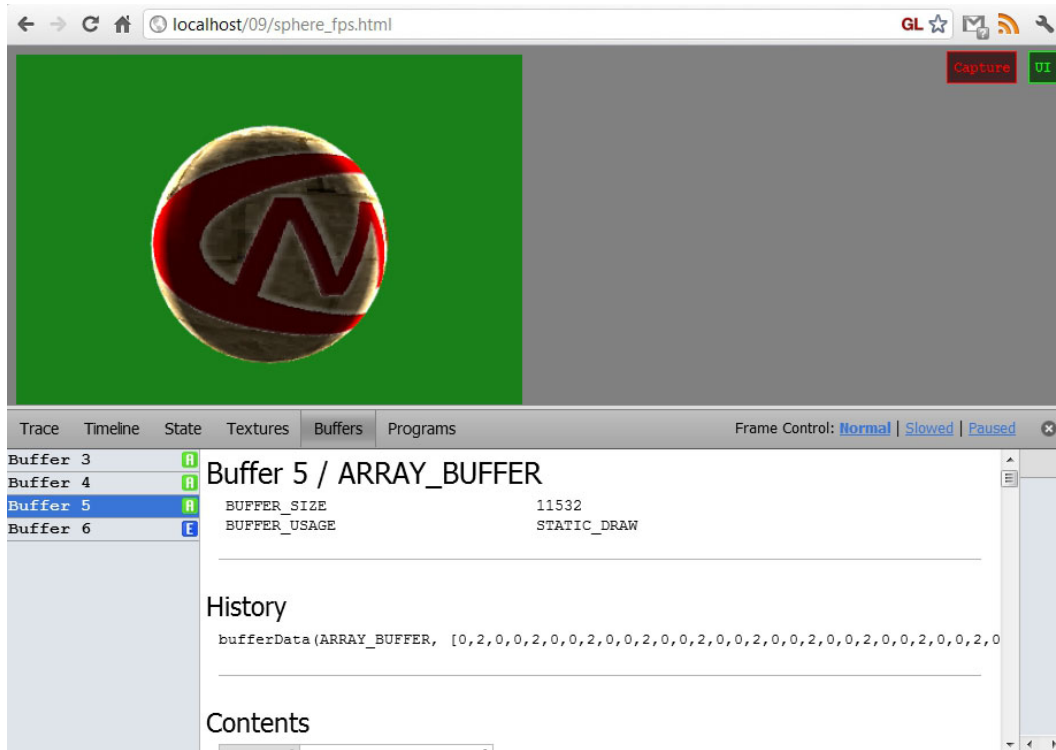 localhost/09/sphere_fps.html
GL
?
Capture
UI
CN
Trace Timeline State Textures Buffers Programs
Frame Control: Normal | Slowed | Paused
Buffer 3 A
Buffer 4 A
Buffer 5 A
Buffer 6 E
Buffer 5 / ARRAY_BUFFER
BUFFER_SIZE 11532
BUFFER_USAGE STATIC_DRAW
History
bufferData(ARRAY_BUFFER, [0,2,0,0,2,0,0,2,0,0,2,0,0,2,0,0,2,0,0,2,0,0,2,0,0,2,0,0,2,0
Contents